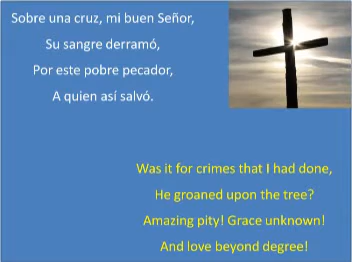 Sobre una cruz, mi buen Señor,
Su sangre derramó,
Por este pobre pecador,
A quien así salvó.
Was it for crimes that I had done,
He groaned upon the tree?
Amazing pity! Grace unknown!
And love beyond degree!